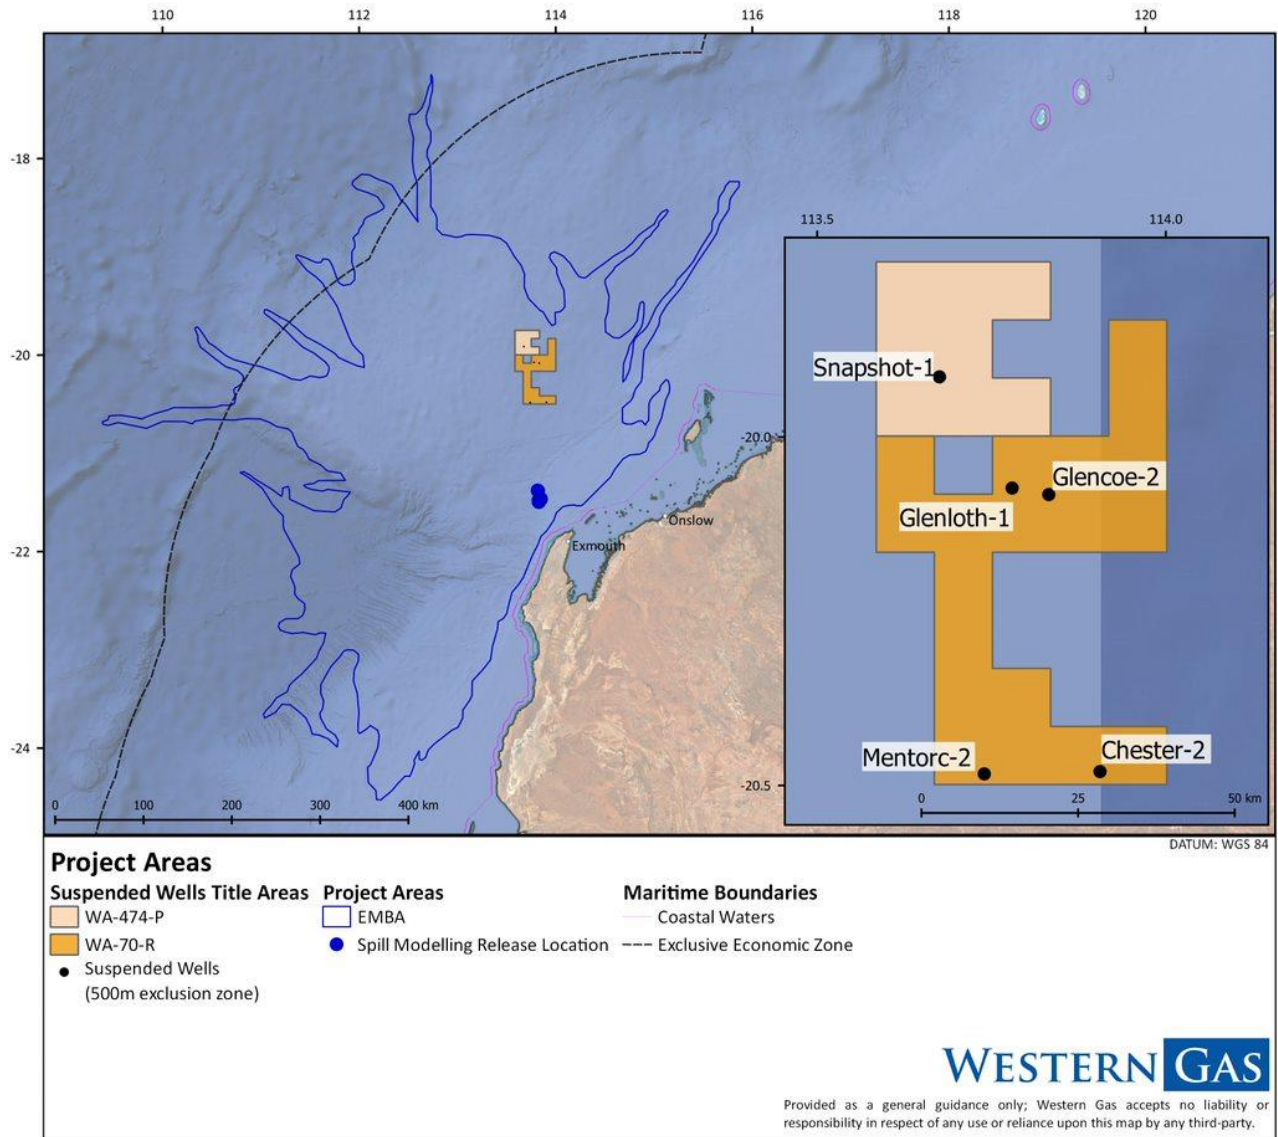 110 112 114 116 118 120
-18
-20
-22
-24
Onslow
Exmouth
0 100 200 300 400 km
113.5 114.0
-20.0
-20.5
Snapshot-1
Glencoe-2
Glenloth-1
Mentorc-2
Chester-2
0 25 50 km
DATUM: WGS 84
Project Areas
Suspended Wells Title Areas
WA-474-P
WA-70-R
Suspended Wells
(500m exclusion zone)
Project Areas
EMBA
Spill Modelling Release Location
Maritime Boundaries
Coastal Waters
Exclusive Economic Zone
WESTERN GAS
Provided as a general guidance only; Western Gas accepts no liability or
responsibility in respect of any use or reliance upon this map by any third-party.